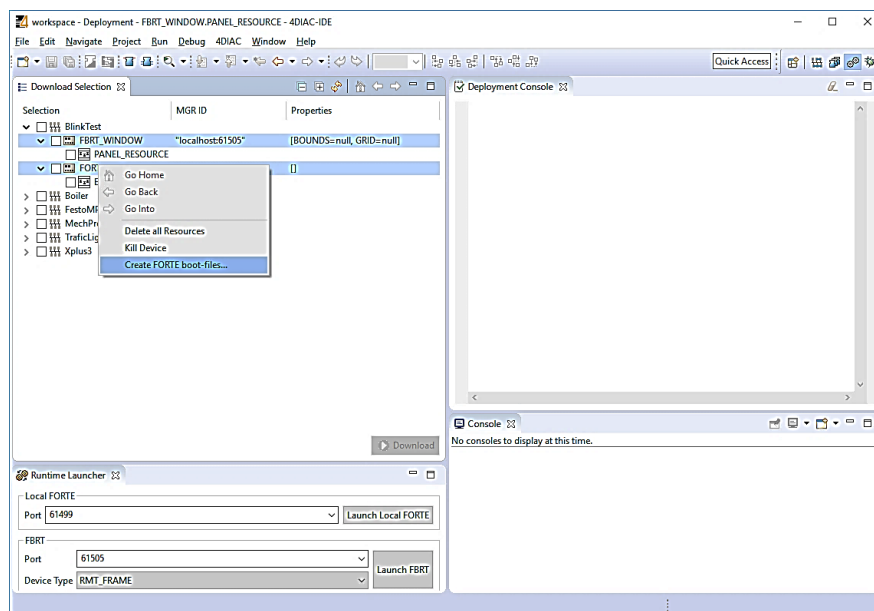 workspace - Deployment - FBRT_WINDOW.PANEL_RESOURCE - 4DIAC-IDE
File Edit Navigate Project Run Debug 4DIAC Window Help
Quick Access
Download Selection
Selection MGR ID Properties
BlinkTest
FBRT_WINDOW "localhost:61505" [BOUNDS=null, GRID=null]
PANEL_RESOURCE
FORT []
E
Boiler
FestoMP
MechPr
TraficLig
Xplus3
Go Home
Go Back
Go Into
Delete all Resources
Kill Device
Create FORTE boot-files...
Download
Deployment Console
Console
No consoles to display at this time.
Runtime Launcher
Local FORTE
Port 61499 Launch Local FORTE
FBRT
Port 61505
Launch FBRT
Device Type RMT_FRAME